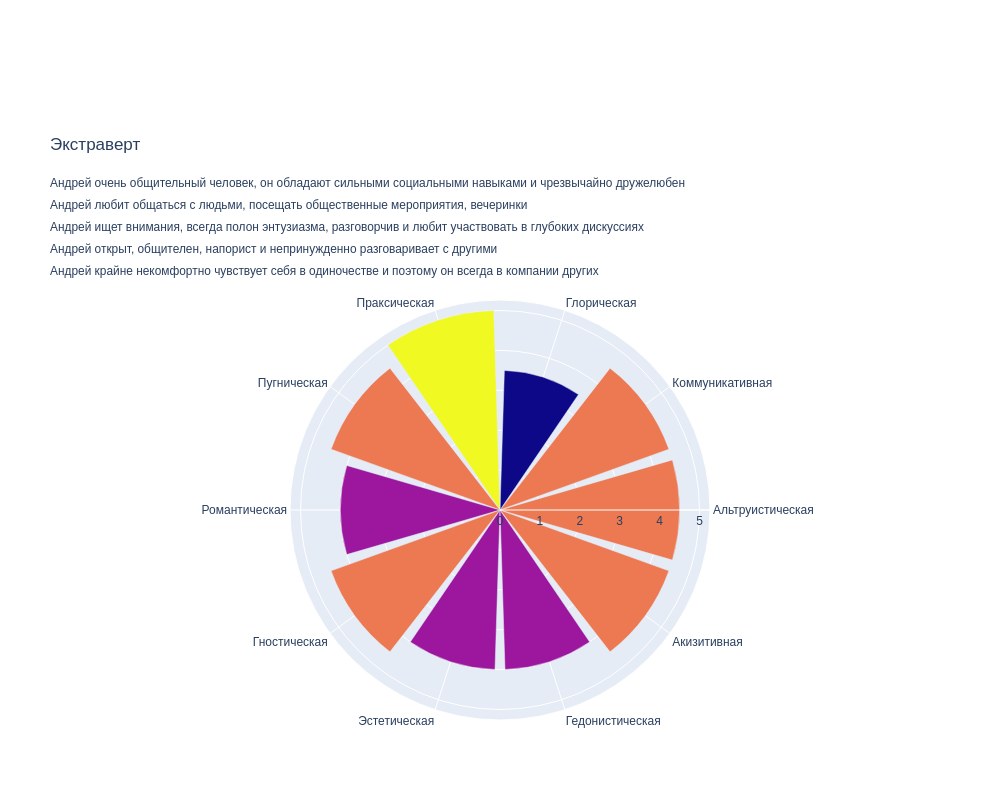 Экстраверт
Андрей очень общительный человек, он обладают сильными социальными навыками и чрезвычайно дружелюбен
Андрей любит общаться с людьми, посещать общественные мероприятия, вечеринки
Андрей ищет внимания, всегда полон энтузиазма, разговорчив и любит участвовать в глубоких дискуссиях
Андрей открыт, общителен, напорист и непринужденно разговаривает с другими
Андрей крайне некомфортно чувствует себя в одиночестве и поэтому он всегда в компании других
Праксическая
Глорическая
Пугническая
Коммуникативная
Романтическая
Альтруистическая
0 1 2 3 4 5
Гностическая
Акизитивная
Эстетическая
Гедонистическая